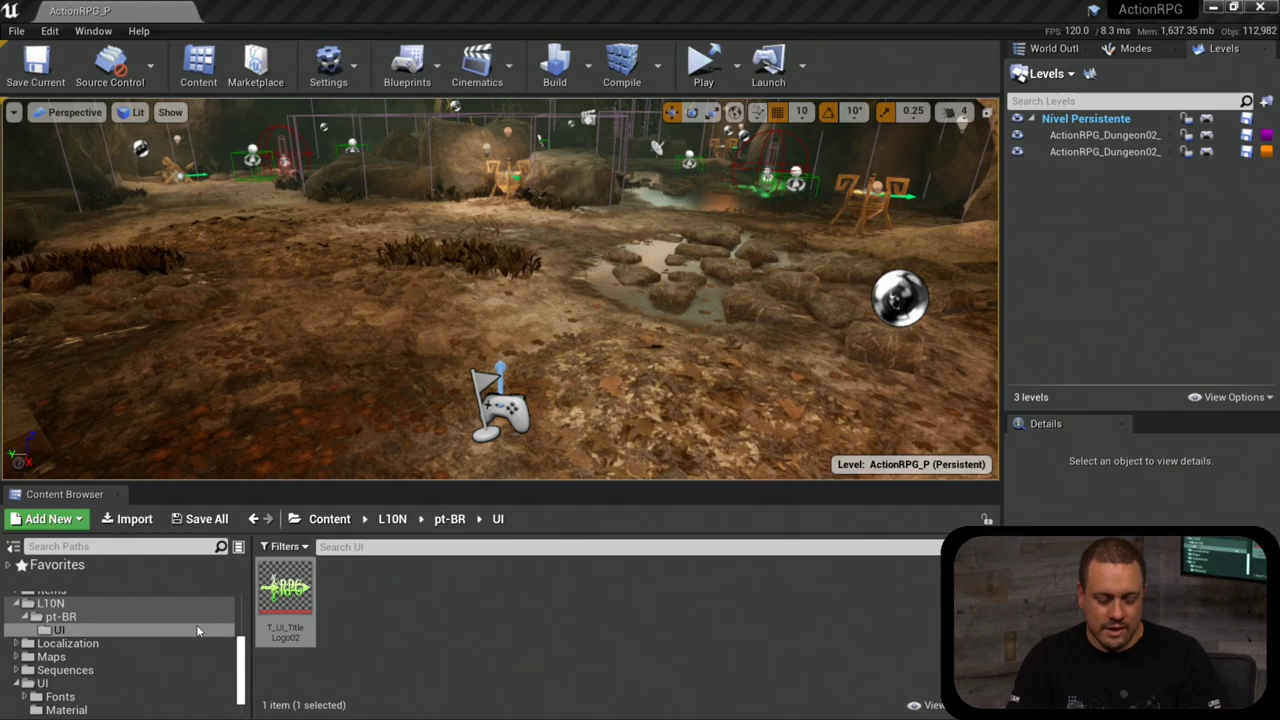 ActionRPG_P
ActionRPG
File Edit Window Help
FPS: 120.0 / 8.3 ms Mem: 1,637.35 mb Objs: 112,982
Save Current
Source Control
Content
Marketplace
Settings
Blueprints
Cinematics
Build
Compile
Play
Launch
World Outl
Modes
Levels
Levels
Search Levels
Nível Persistente
ActionRPG_Dungeon02_
ActionRPG_Dungeon02_
3 levels
View Options
Details
Select an object to view details.
Perspective
Lit
Show
10
10°
0.25
4
Level: ActionRPG_P (Persistent)
Content Browser
Add New
Import
Save All
Content
L10N
pt-BR
UI
Search Paths
Filters
Search UI
Favorites
L10N
pt-BR
UI
Localization
Maps
Sequences
UI
Fonts
Material
RPG
T_UI_Title
Logo02
1 item (1 selected)
View